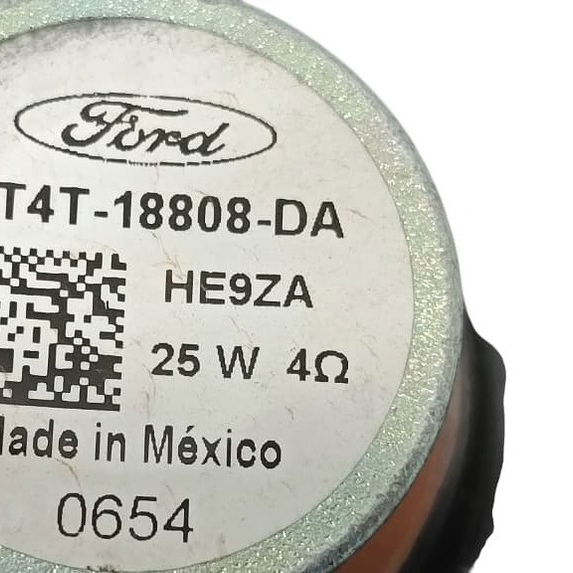 Ford
T4T-18808-DA
HE9ZA
25 W 4Ω
in México
0654